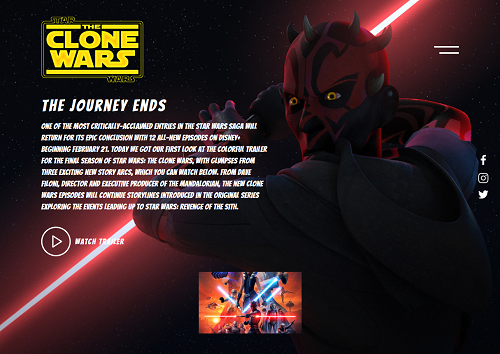 STAR
THE
CLONE
WARS
WARS
THE JOURNEY ENDS
ONE OF THE MOST CRITICALLY-ACCLAIMED ENTRIES IN THE STAR WARS SAGA WILL
RETURN FOR ITS EPIC CONCLUSION WITH 12 ALL-NEW EPISODES ON DISNEY+
BEGINNING FEBRUARY 21. TODAY WE GOT OUR FIRST LOOK AT THE COLORFUL TRAILER
FOR THE FINAL SEASON OF STAR WARS: THE CLONE WARS, WITH GLIMPSES FROM
THREE EXCITING NEW STORY ARCS, WHICH YOU CAN WATCH BELOW. FROM DAVE
FILONI, DIRECTOR AND EXECUTIVE PRODUCER OF THE MANDALORIAN, THE NEW CLONE
WARS EPISODES WILL CONTINUE STORYLINES INTRODUCED IN THE ORIGINAL SERIES
EXPLORING THE EVENTS LEADING UP TO STAR WARS: REVENGE OF THE SITH.
WATCH TRAILER